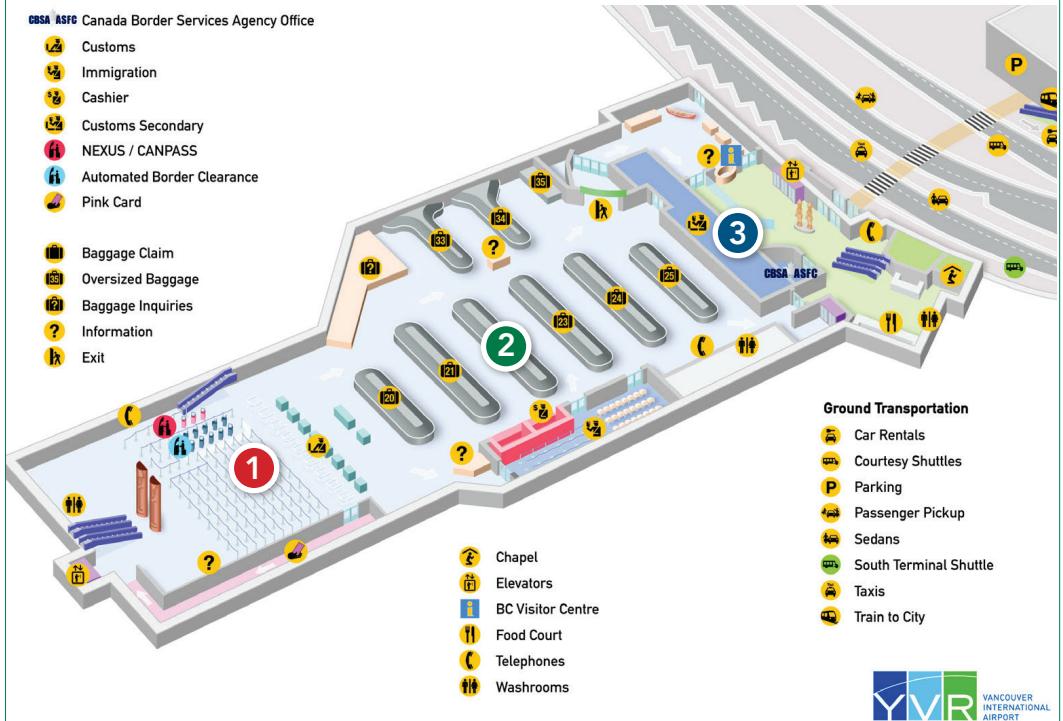 CBSA ASFC Canada Border Services Agency Office
Customs
Immigration
$ Cashier
Customs Secondary
NEXUS / CANPASS
Automated Border Clearance
Pink Card
Baggage Claim
35 Oversized Baggage
? Baggage Inquiries
? Information
Exit
P
35
34
33
?
?
?
i
3
25
CBSA ASFC
24
23
2
21
20
$
?
1
?
Ground Transportation
Car Rentals
Courtesy Shuttles
P Parking
Passenger Pickup
Sedans
South Terminal Shuttle
Taxi Taxis
Train to City
Chapel
Elevators
i BC Visitor Centre
Food Court
Telephones
Washrooms
YVR
VANCOUVER
INTERNATIONAL
AIRPORT